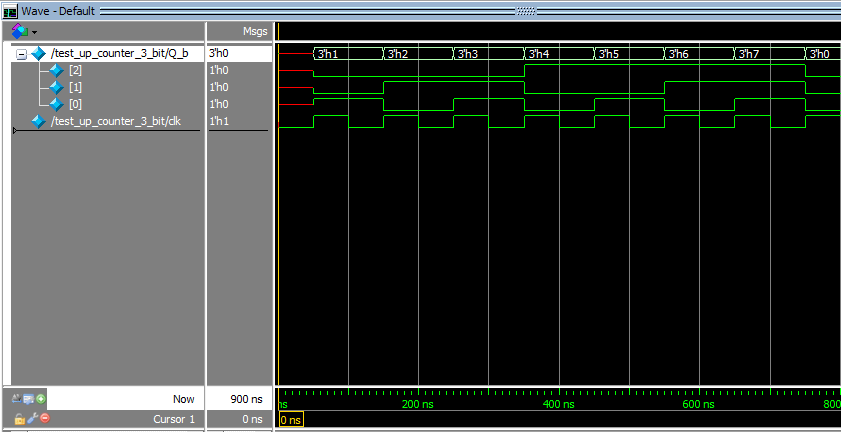 Wave - Default
Msgs
/test_up_counter_3_bit/Q_b 3'h0 3'h1 3'h2 3'h3 3'h4 3'h5 3'h6 3'h7 3'h0
[2] 1'h0
[1] 1'h0
[0] 1'h0
/test_up_counter_3_bit/clk 1'h1
Now 900 ns ns 200 ns 400 ns 600 ns 800
Cursor 1 0 ns 0 ns